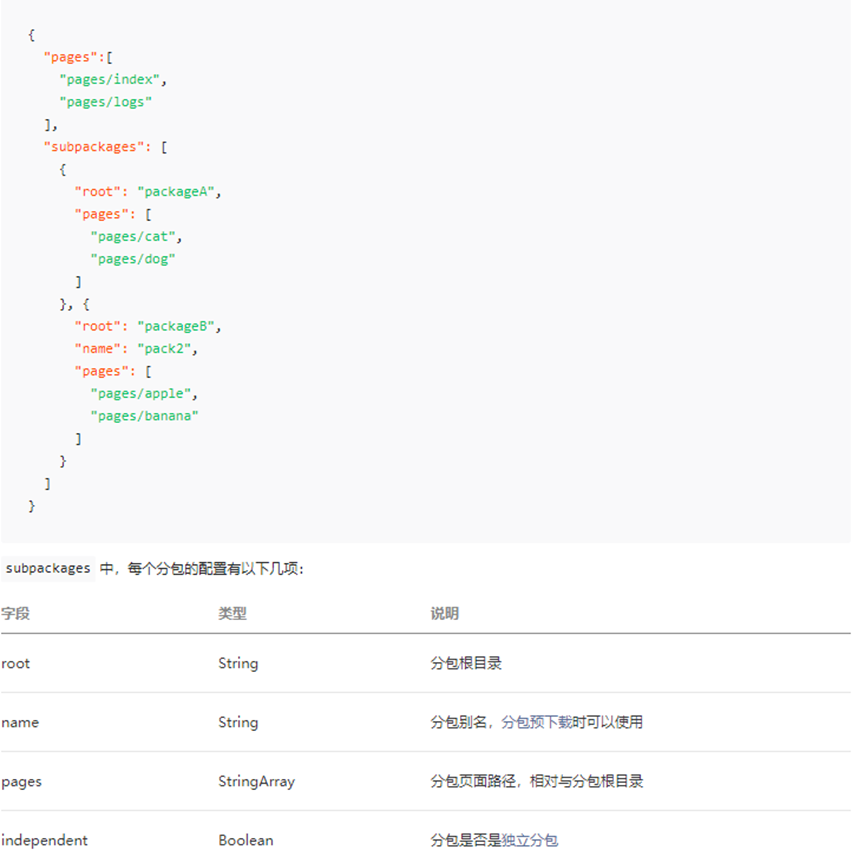 {
  "pages":[
    "pages/index",
    "pages/logs"
  ],
  "subpackages": [
    {
      "root": "packageA",
      "pages": [
        "pages/cat",
        "pages/dog"
      ]
    }, {
      "root": "packageB",
      "name": "pack2",
      "pages": [
        "pages/apple",
        "pages/banana"
      ]
    }
  ]
}
subpackages 中，每个分包的配置有以下几项：
字段 类型 说明
root String 分包根目录
name String 分包别名，分包预下载时可以使用
pages StringArray 分包页面路径，相对与分包根目录
independent Boolean 分包是否是独立分包